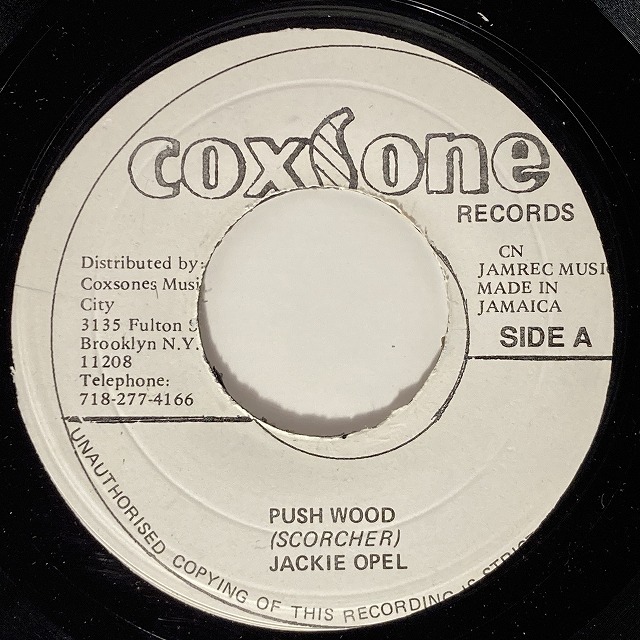 coxsone
RECORDS
Distributed by:
Coxsones Musi
City
3135 Fulton S
Brooklyn N.Y.
11208
Telephone:
718-277-4166
CN
JAMREC MUSI
MADE IN
JAMAICA
SIDE A
PUSH WOOD
(SCORCHER)
JACKIE OPEL
UNAUTHORISED COPYING OF THIS RECORDING IS STRIC